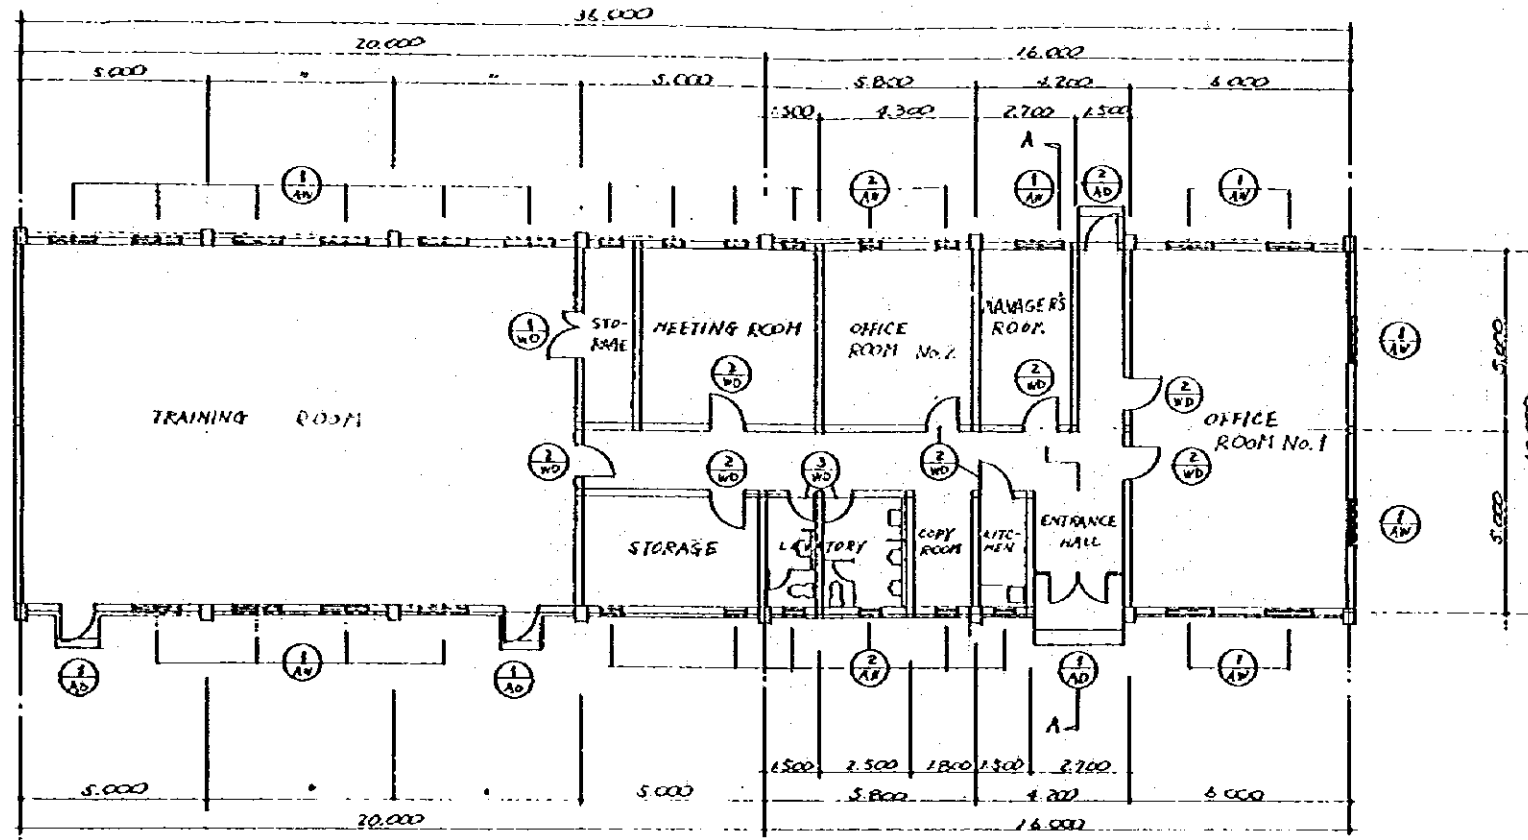 36.000
20.000
16.000
5.000 " " 5.000 5.800 4.200 6.000
1.500 4.300 2.700 1.500
A
1 AW
2 AW
1 AW
2 AD
1 AW
1 WD
STO-
RAGE
MEETING ROOM
OFFICE
ROOM No.2
MANAGER'S
ROOM
1 AW
5.000
2 WD
2 WD
2 WD
TRAINING ROOM
OFFICE
ROOM No.1
2 WD
2 WD
3 WD
2 WD
2 WD
STORAGE
LAVATORY
COPY
ROOM
KITC-
HEN
ENTRANCE
HALL
1 AW
5.000
1 AW
1 AD
2 AW
1 AD
1 AW
A
1.500 2.500 1.800 1.500 2.700
5.000 " " 5.000 5.800 4.200 6.000
20.000 16.000